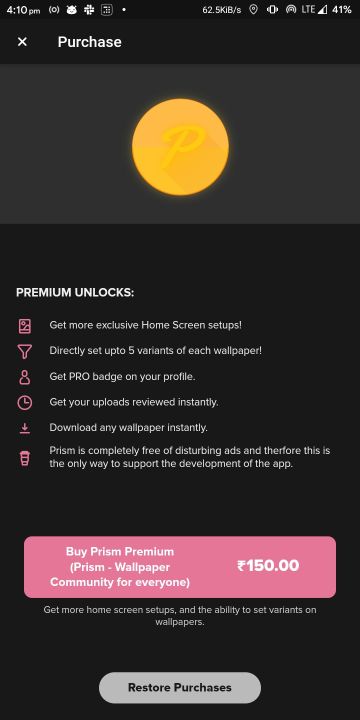 4:10 pm 62.5KiB/s LTE 41%
Purchase
P
PREMIUM UNLOCKS:
Get more exclusive Home Screen setups!
Directly set upto 5 variants of each wallpaper!
Get PRO badge on your profile.
Get your uploads reviewed instantly.
Download any wallpaper instantly.
Prism is completely free of disturbing ads and therfore this is
the only way to support the development of the app.
Buy Prism Premium
(Prism - Wallpaper
Community for everyone)
₹150.00
Get more home screen setups, and the ability to set variants on
wallpapers.
Restore Purchases